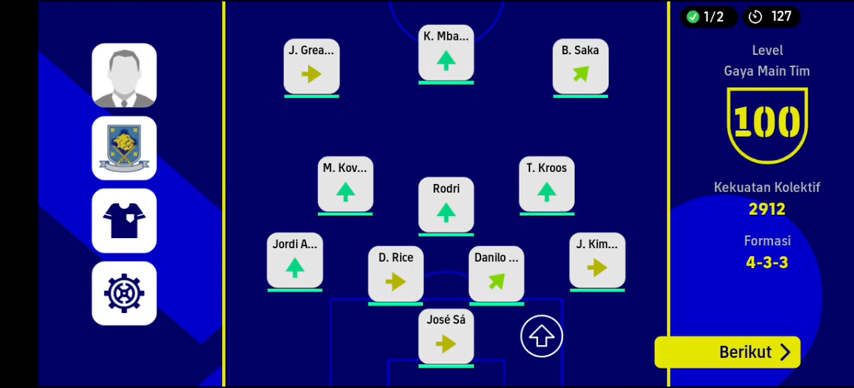 1/2
127
J. Grea...
K. Mba...
B. Saka
Level
Gaya Main Tim
100
M. Kov...
Rodri
T. Kroos
Kekuatan Kolektif
2912
Formasi
4-3-3
Jordi A...
D. Rice
Danilo ...
J. Kim...
José Sá
Berikut